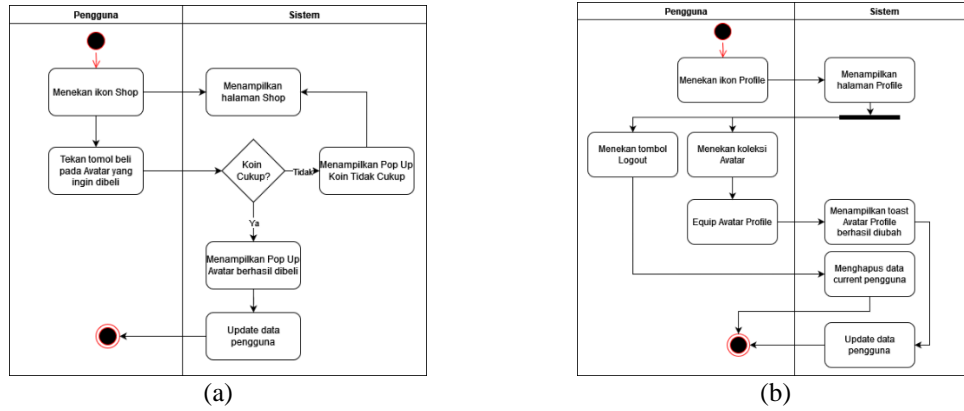 Pengguna
Sistem
Menekan ikon Shop
Menampilkan
halaman Shop
Tekan tomol beli
pada Avatar yang
ingin dibeli
Koin
Cukup?
Tidak
Menampilkan Pop Up
Koin Tidak Cukup
Ya
Menampilkan Pop Up
Avatar berhasil dibeli
Update data
pengguna
(a)
Pengguna
Sistem
Menekan ikon Profile
Menampilkan
halaman Profile
Menekan tombol
Logout
Menekan koleksi
Avatar
Equip Avatar Profile
Menampilkan toast
Avatar Profile
berhasil diubah
Menghapus data
current pengguna
Update data
pengguna
(b)